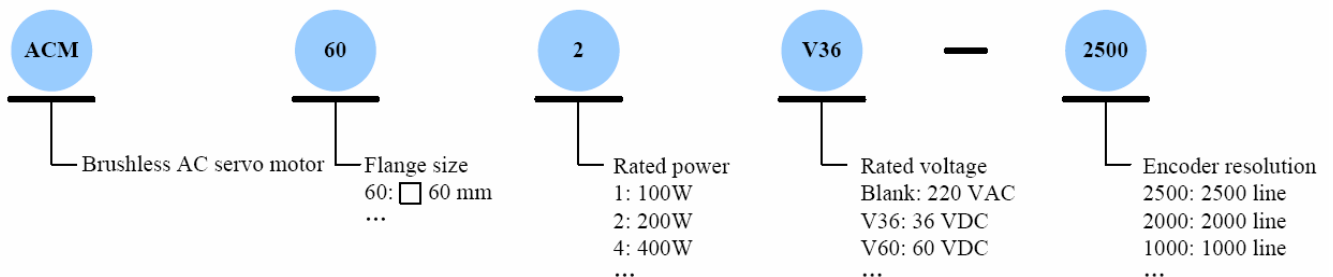 ACM 60 2 V36 — 2500
Brushless AC servo motor
Flange size
60: □ 60 mm
...
Rated power
1: 100W
2: 200W
4: 400W
...
Rated voltage
Blank: 220 VAC
V36: 36 VDC
V60: 60 VDC
...
Encoder resolution
2500: 2500 line
2000: 2000 line
1000: 1000 line
...